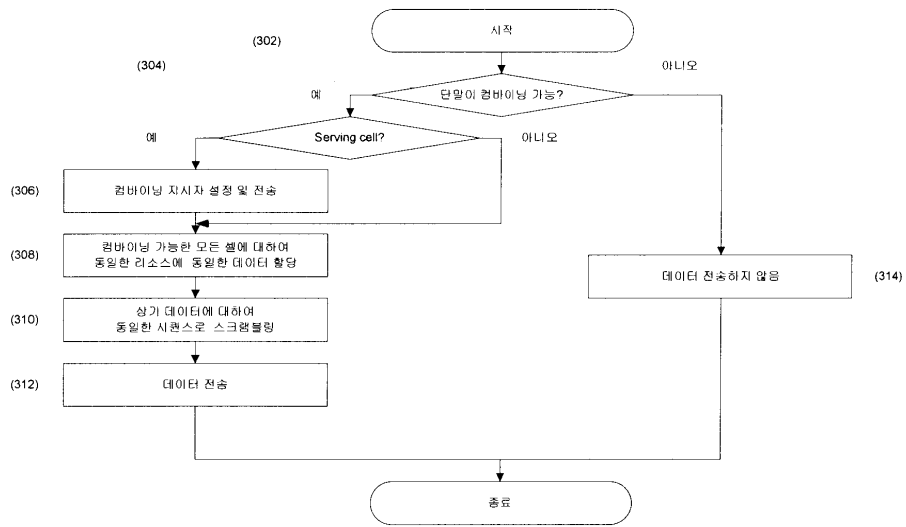 시작
(302)
(304)
아니오
예
단말이 컴바이닝 가능?
예
Serving cell?
아니오
(306)
컴바이닝 지시자 설정 및 전송
(308)
컴바이닝 가능한 모든 셀에 대하여
동일한 리소스에 동일한 데이터 할당
데이터 전송하지 않음
(314)
(310)
상기 데이터에 대하여
동일한 시퀀스로 스크램블링
(312)
데이터 전송
종료